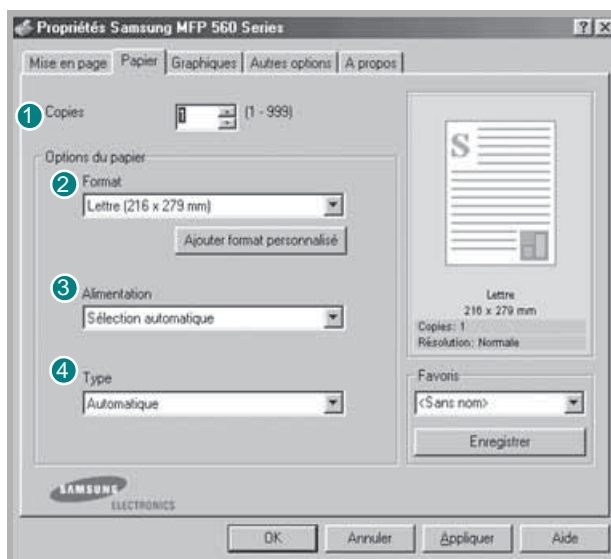 Propriétés Samsung MFP 560 Series
Mise en page Papier Graphiques Autres options A propos
1 Copies 1 (1 - 999)
Options du papier
2 Format
Lettre (216 x 279 mm)
Ajouter format personnalisé
3 Alimentation
Sélection automatique
4 Type
Automatique
S
Lettre
216 x 279 mm
Copies: 1
Résolution: Normale
Favoris
<Sans nom>
Enregistrer
SAMSUNG
ELECTRONICS
OK Annuler Appliquer Aide